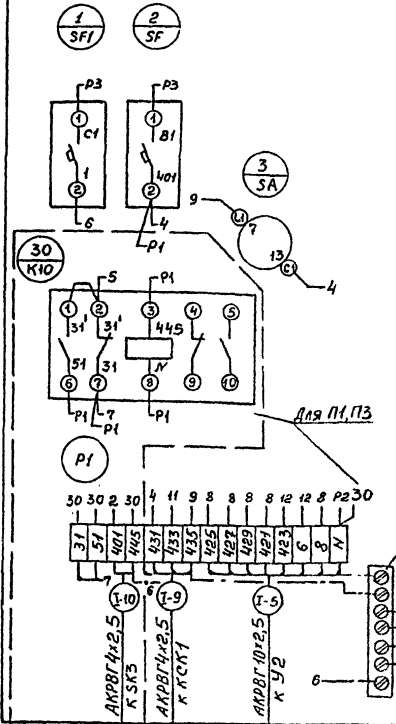 1 2
SF1 SF
P3 P3
1 1
C1 B1
1 401
2 2
6 4
P1
3
SA
9
L1
7
13
C1
4
30
K10
5 P1
1 2 3 4 5
31' 31' 445
51 31 N
6 7 8 9 10
P1 7 P1
P1
Для П1, П3
P1
30 30 2 30 4 11 9 8 8 8 8 12 12 8 P2 30
31 51 401 445 431 433 435 425 427 429 421 423 6 8 N
7 6
I-10 I-9 I-5
АКРВГ4х2,5
к SK3
АКРВГ4х2,5
к КСК1
АКРВГ10х2,5
к У2
6